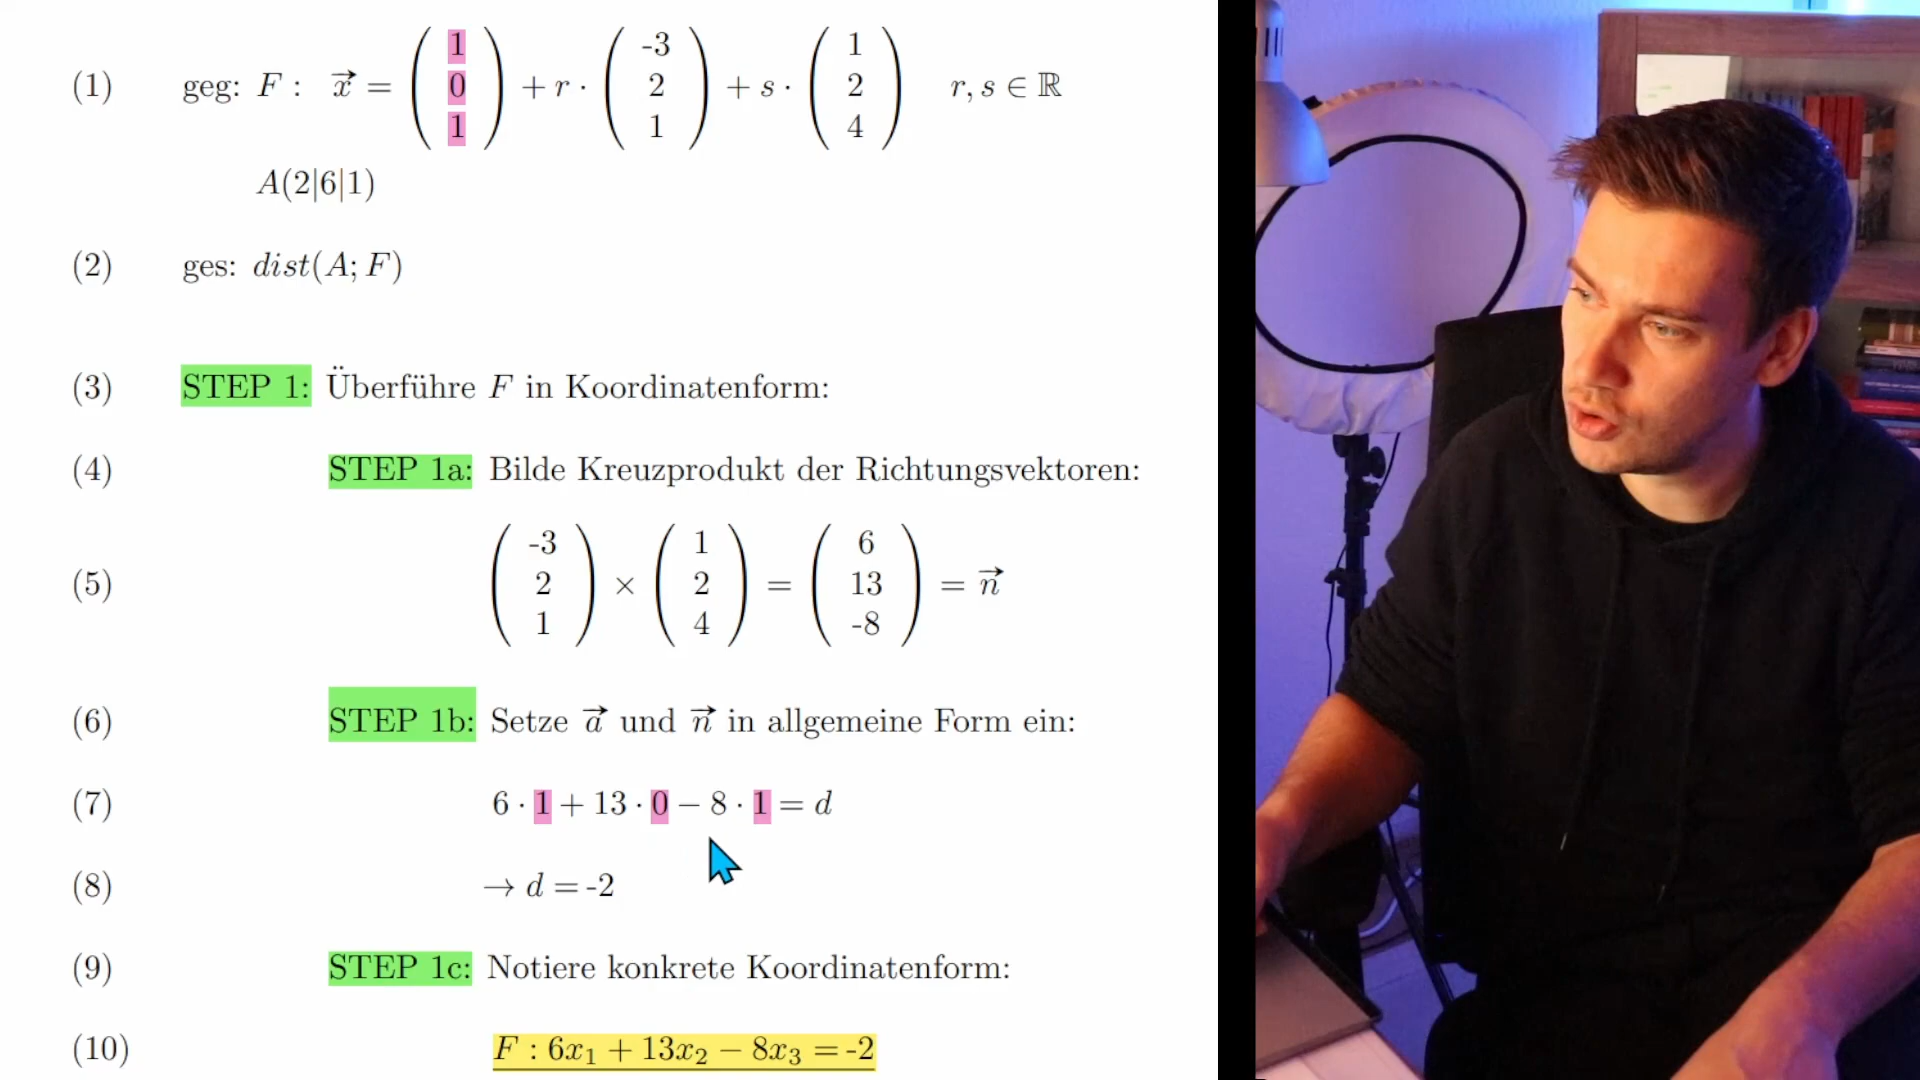 (1) geg: F : x⃗ = ( 1 0 1 ) + r · ( -3 2 1 ) + s · ( 1 2 4 ) r, s ∈ ℝ
A(2|6|1)
(2) ges: dist(A; F)
(3) STEP 1: Überführe F in Koordinatenform:
(4) STEP 1a: Bilde Kreuzprodukt der Richtungsvektoren:
(5) ( -3 2 1 ) × ( 1 2 4 ) = ( 6 13 -8 ) = n⃗
(6) STEP 1b: Setze a⃗ und n⃗ in allgemeine Form ein:
(7) 6 · 1 + 13 · 0 − 8 · 1 = d
(8) → d = -2
(9) STEP 1c: Notiere konkrete Koordinatenform:
(10) F : 6x₁ + 13x₂ − 8x₃ = -2